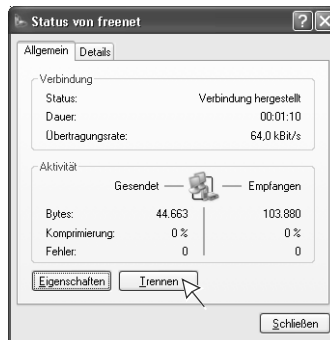 Status von freenet
Allgemein Details
Verbindung
Status: Verbindung hergestellt
Dauer: 00:01:10
Übertragungsrate: 64,0 kBit/s
Aktivität
Gesendet — — Empfangen
Bytes: 44.663 103.880
Komprimierung: 0 % 0 %
Fehler: 0 0
Eigenschaften Trennen
Schließen